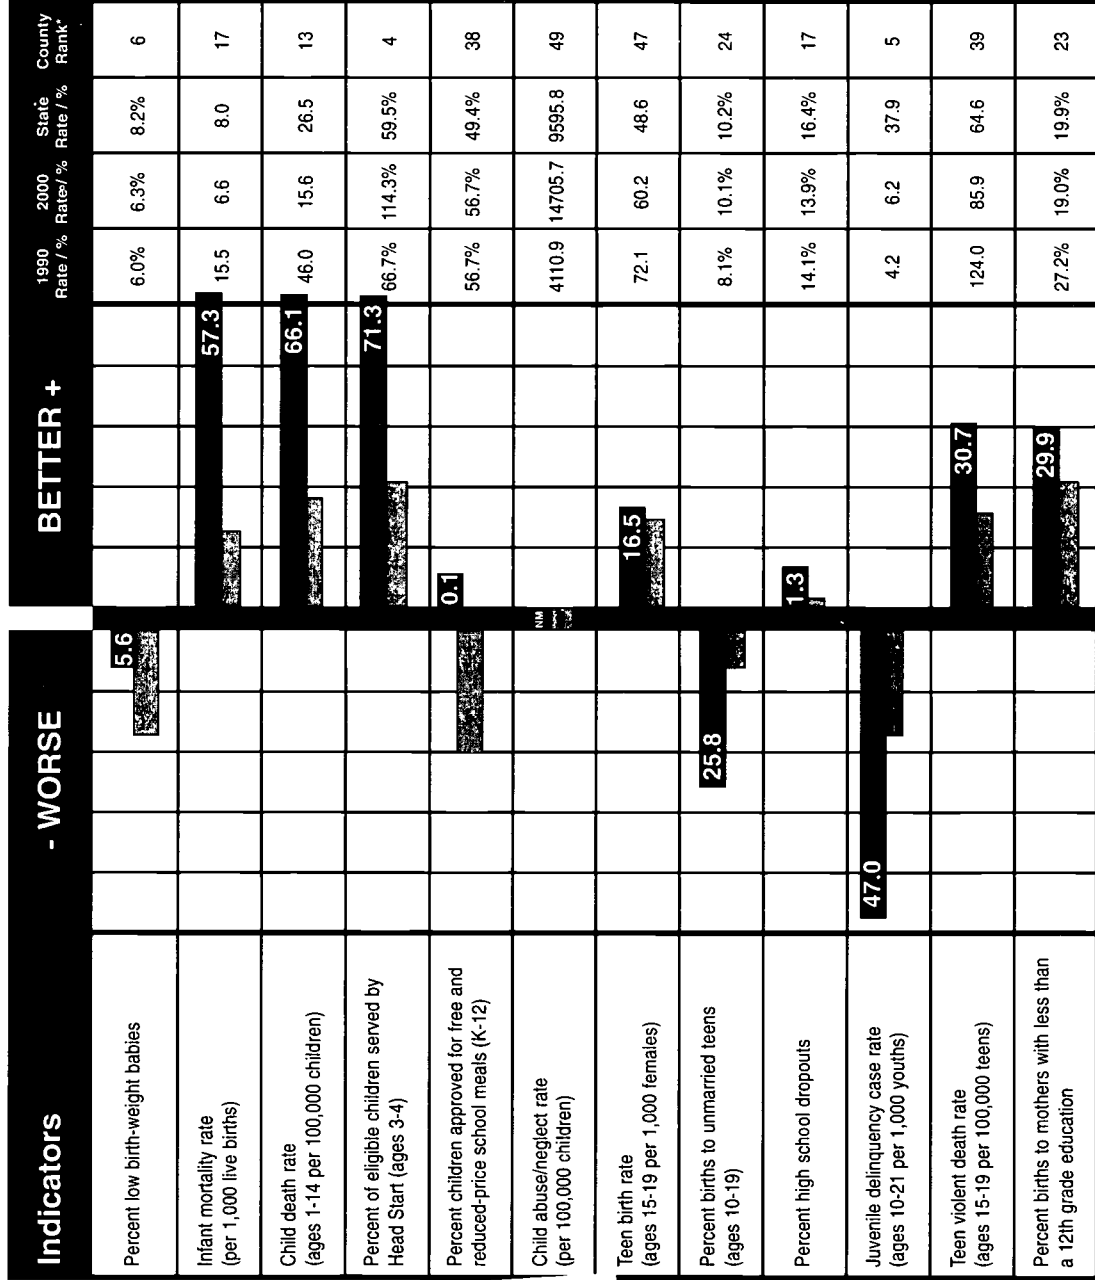 Indicators - WORSE BETTER + 1990 Rate / % 2000 Rate / % State Rate / % County Rank*
Percent low birth-weight babies 5.6 6.0% 6.3% 8.2% 6
Infant mortality rate
(per 1,000 live births) 57.3 15.5 6.6 8.0 17
Child death rate
(ages 1-14 per 100,000 children) 66.1 46.0 15.6 26.5 13
Percent of eligible children served by
Head Start (ages 3-4) 71.3 66.7% 114.3% 59.5% 4
Percent children approved for free and
reduced-price school meals (K-12) 0.1 56.7% 56.7% 49.4% 38
Child abuse/neglect rate
(per 100,000 children) NM 4110.9 14705.7 9595.8 49
Teen birth rate
(ages 15-19 per 1,000 females) 16.5 72.1 60.2 48.6 47
Percent births to unmarried teens
(ages 10-19) 25.8 8.1% 10.1% 10.2% 24
Percent high school dropouts 1.3 14.1% 13.9% 16.4% 17
Juvenile delinquency case rate
(ages 10-21 per 1,000 youths) 47.0 4.2 6.2 37.9 5
Teen violent death rate
(ages 15-19 per 100,000 teens) 30.7 124.0 85.9 64.6 39
Percent births to mothers with less than
a 12th grade education 29.9 27.2% 19.0% 19.9% 23